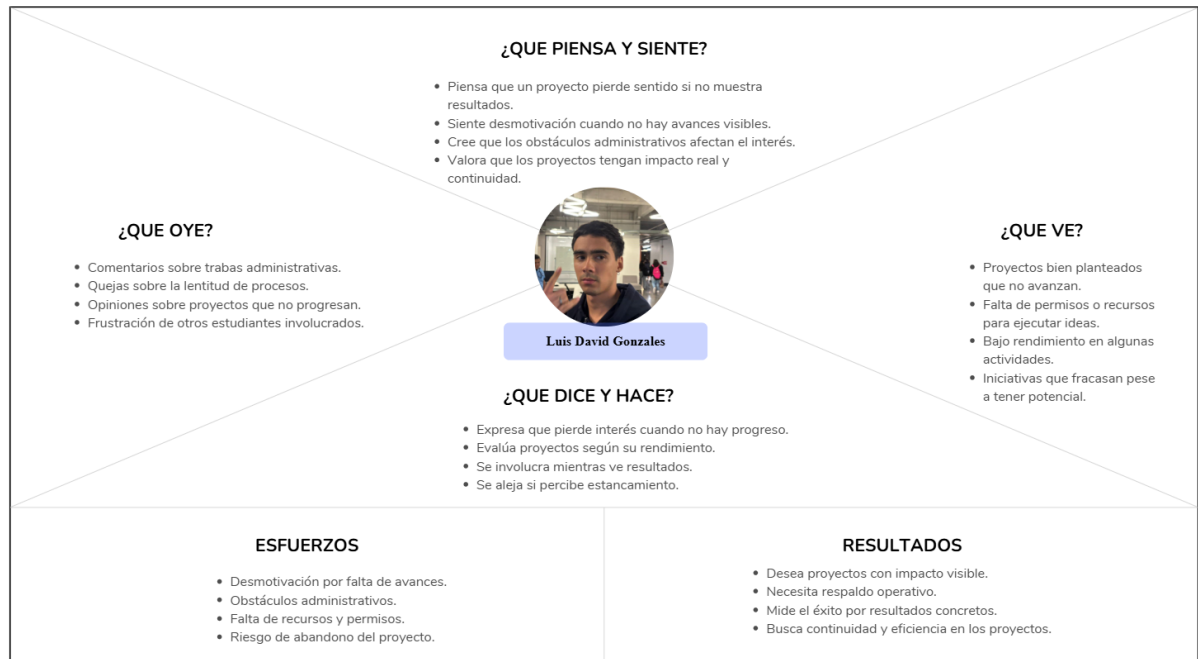 ¿QUE PIENSA Y SIENTE?
• Piensa que un proyecto pierde sentido si no muestra
resultados.
• Siente desmotivación cuando no hay avances visibles.
• Cree que los obstáculos administrativos afectan el interés.
• Valora que los proyectos tengan impacto real y
continuidad.
¿QUE OYE?
• Comentarios sobre trabas administrativas.
• Quejas sobre la lentitud de procesos.
• Opiniones sobre proyectos que no progresan.
• Frustración de otros estudiantes involucrados.
¿QUE VE?
• Proyectos bien planteados
que no avanzan.
• Falta de permisos o recursos
para ejecutar ideas.
• Bajo rendimiento en algunas
actividades.
• Iniciativas que fracasan pese
a tener potencial.
Luis David Gonzales
¿QUE DICE Y HACE?
• Expresa que pierde interés cuando no hay progreso.
• Evalúa proyectos según su rendimiento.
• Se involucra mientras ve resultados.
• Se aleja si percibe estancamiento.
ESFUERZOS
• Desmotivación por falta de avances.
• Obstáculos administrativos.
• Falta de recursos y permisos.
• Riesgo de abandono del proyecto.
RESULTADOS
• Desea proyectos con impacto visible.
• Necesita respaldo operativo.
• Mide el éxito por resultados concretos.
• Busca continuidad y eficiencia en los proyectos.